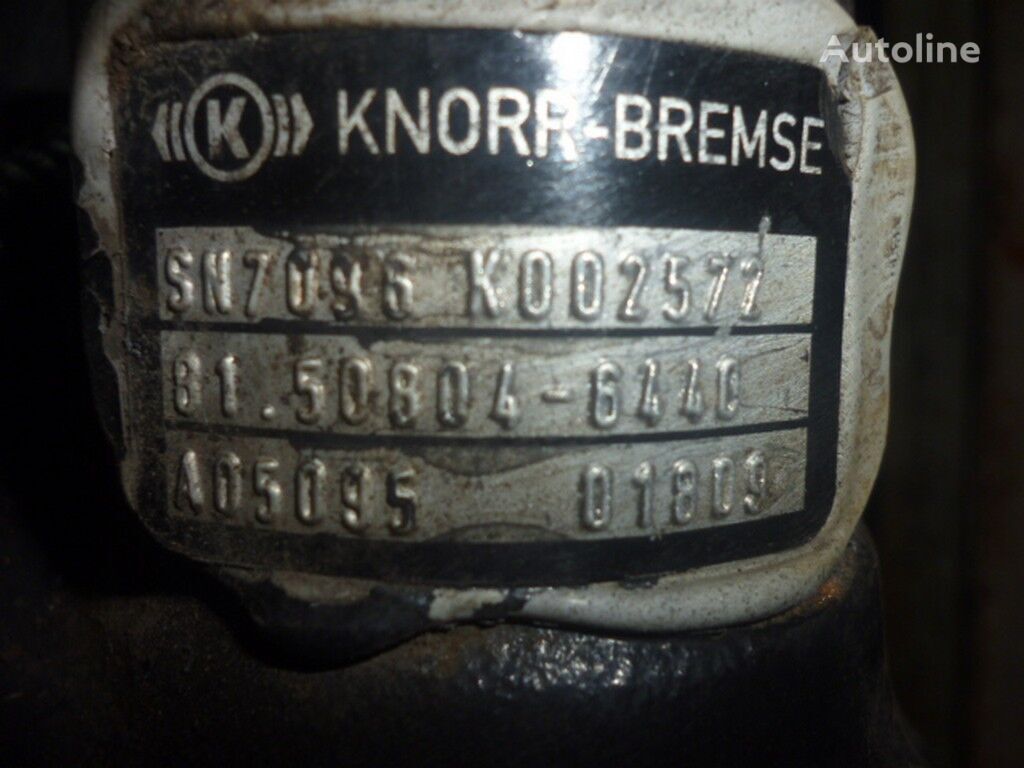 Autoline
K KNORR-BREMSE
SN7096 K002572
81.50804-6440
A05095 01809